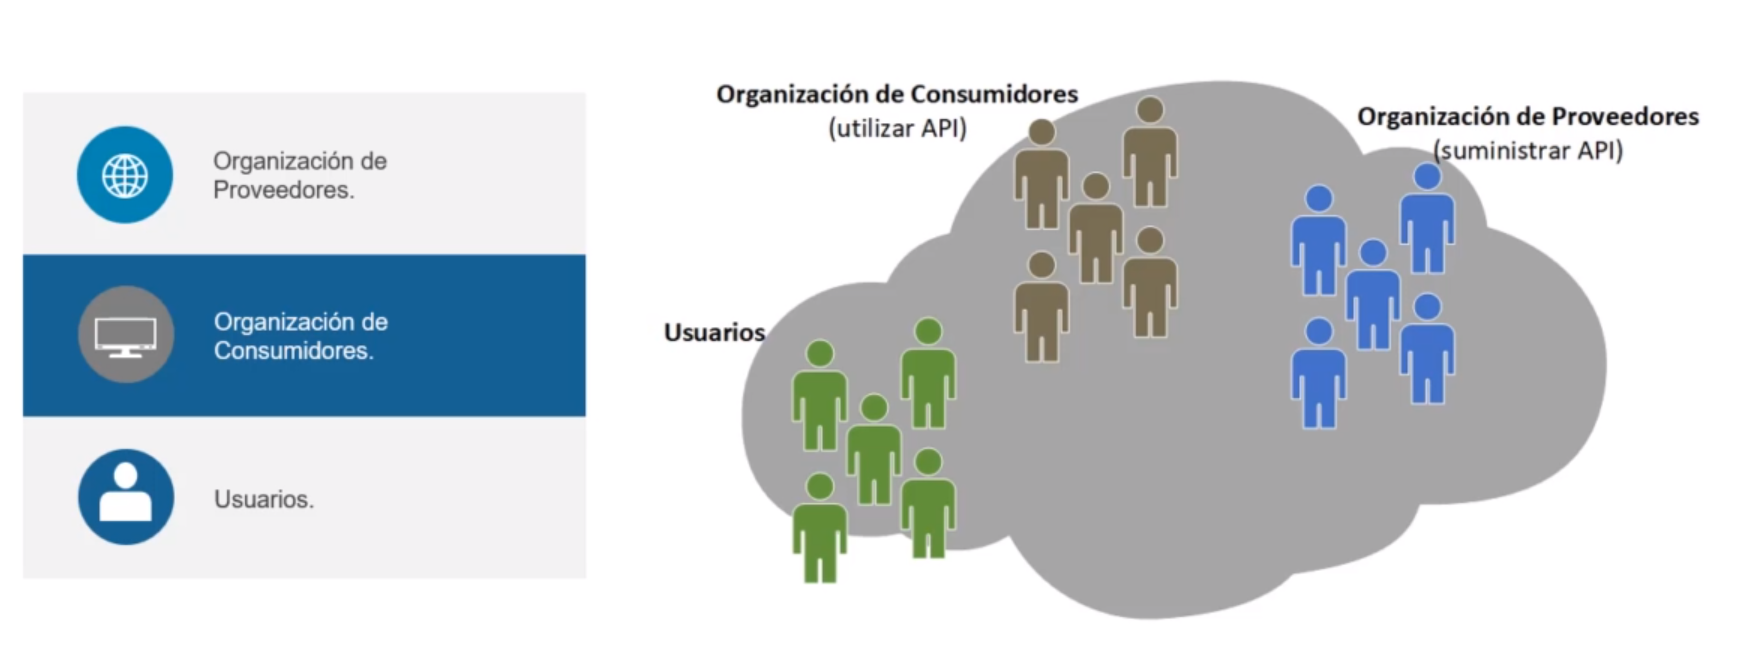 Organización de
Proveedores.
Organización de
Consumidores.
Usuarios.
Organización de Consumidores
(utilizar API)
Organización de Proveedores
(suministrar API)
Usuarios